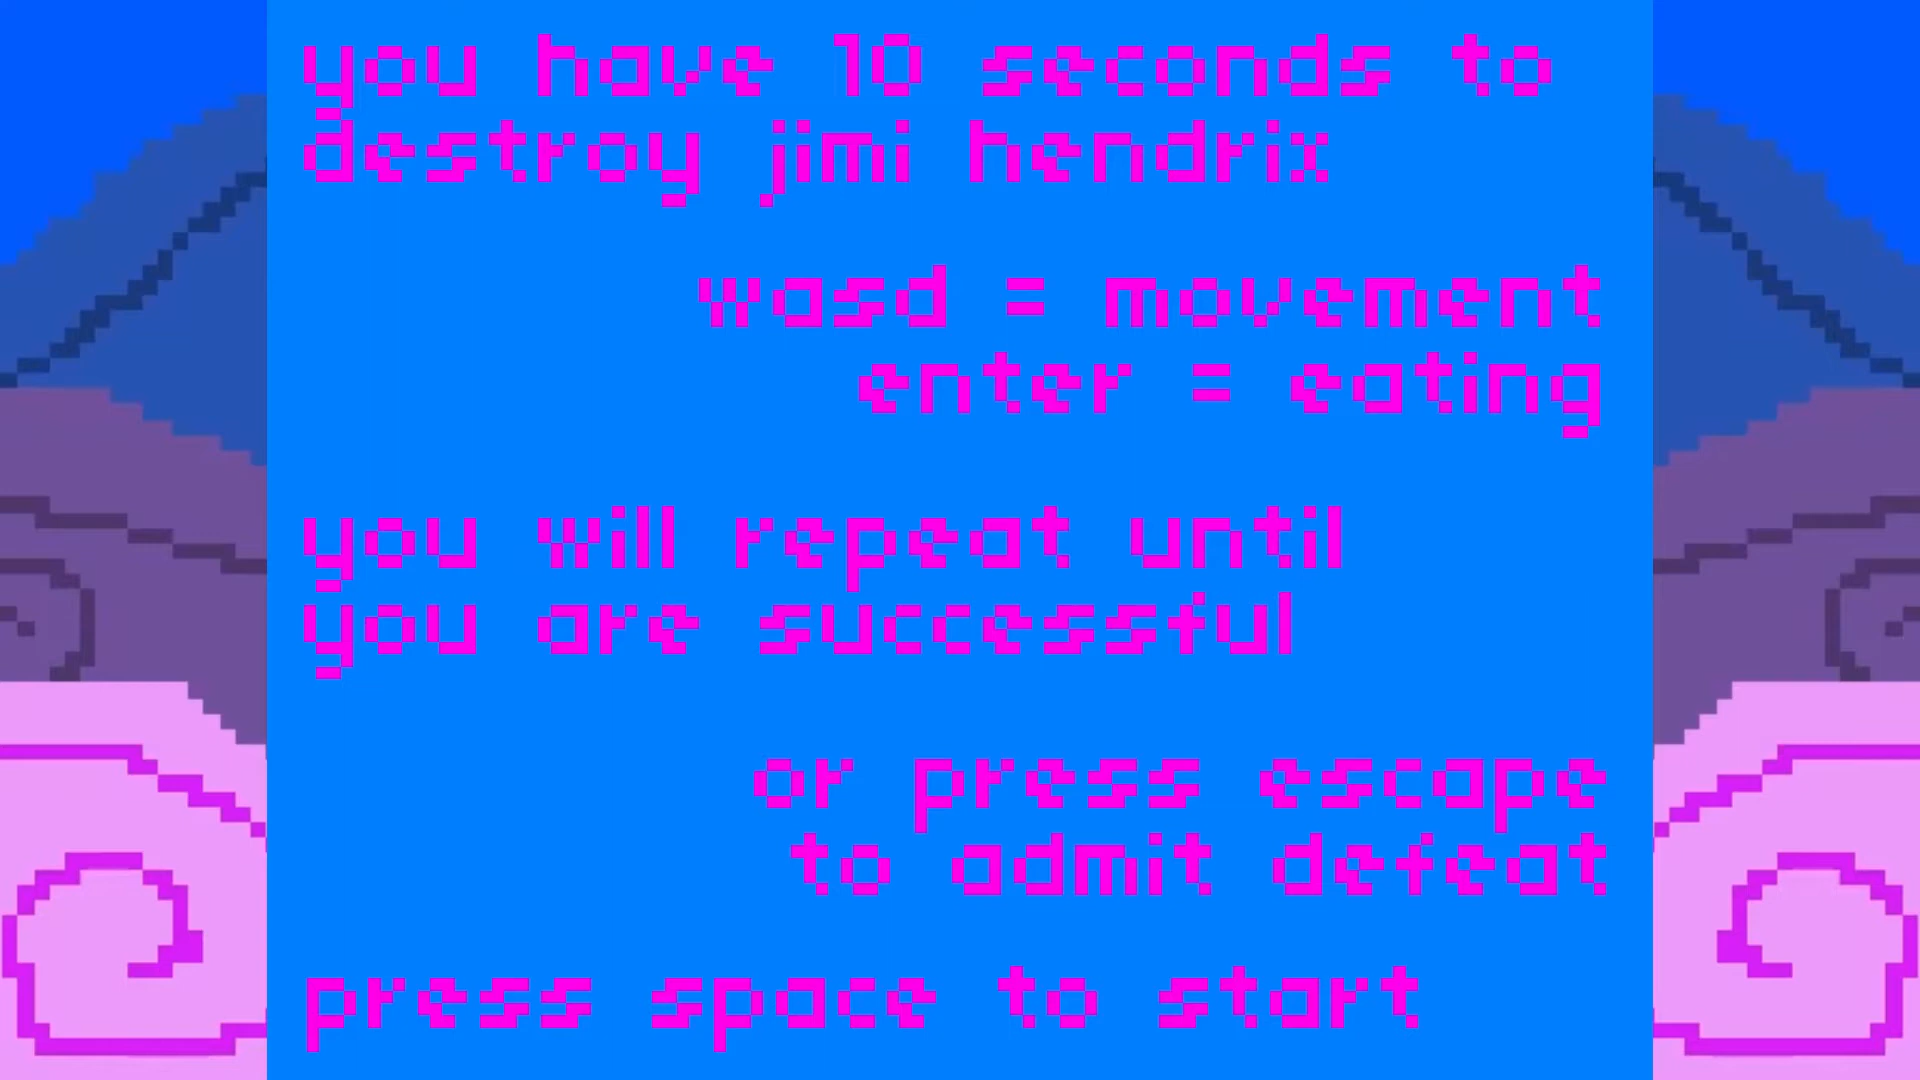 you have 10 seconds to
destroy jimi hendrix
wasd = movement
enter = eating
you will repeat until
you are successful
or press escape
to admit defeat
press space to start